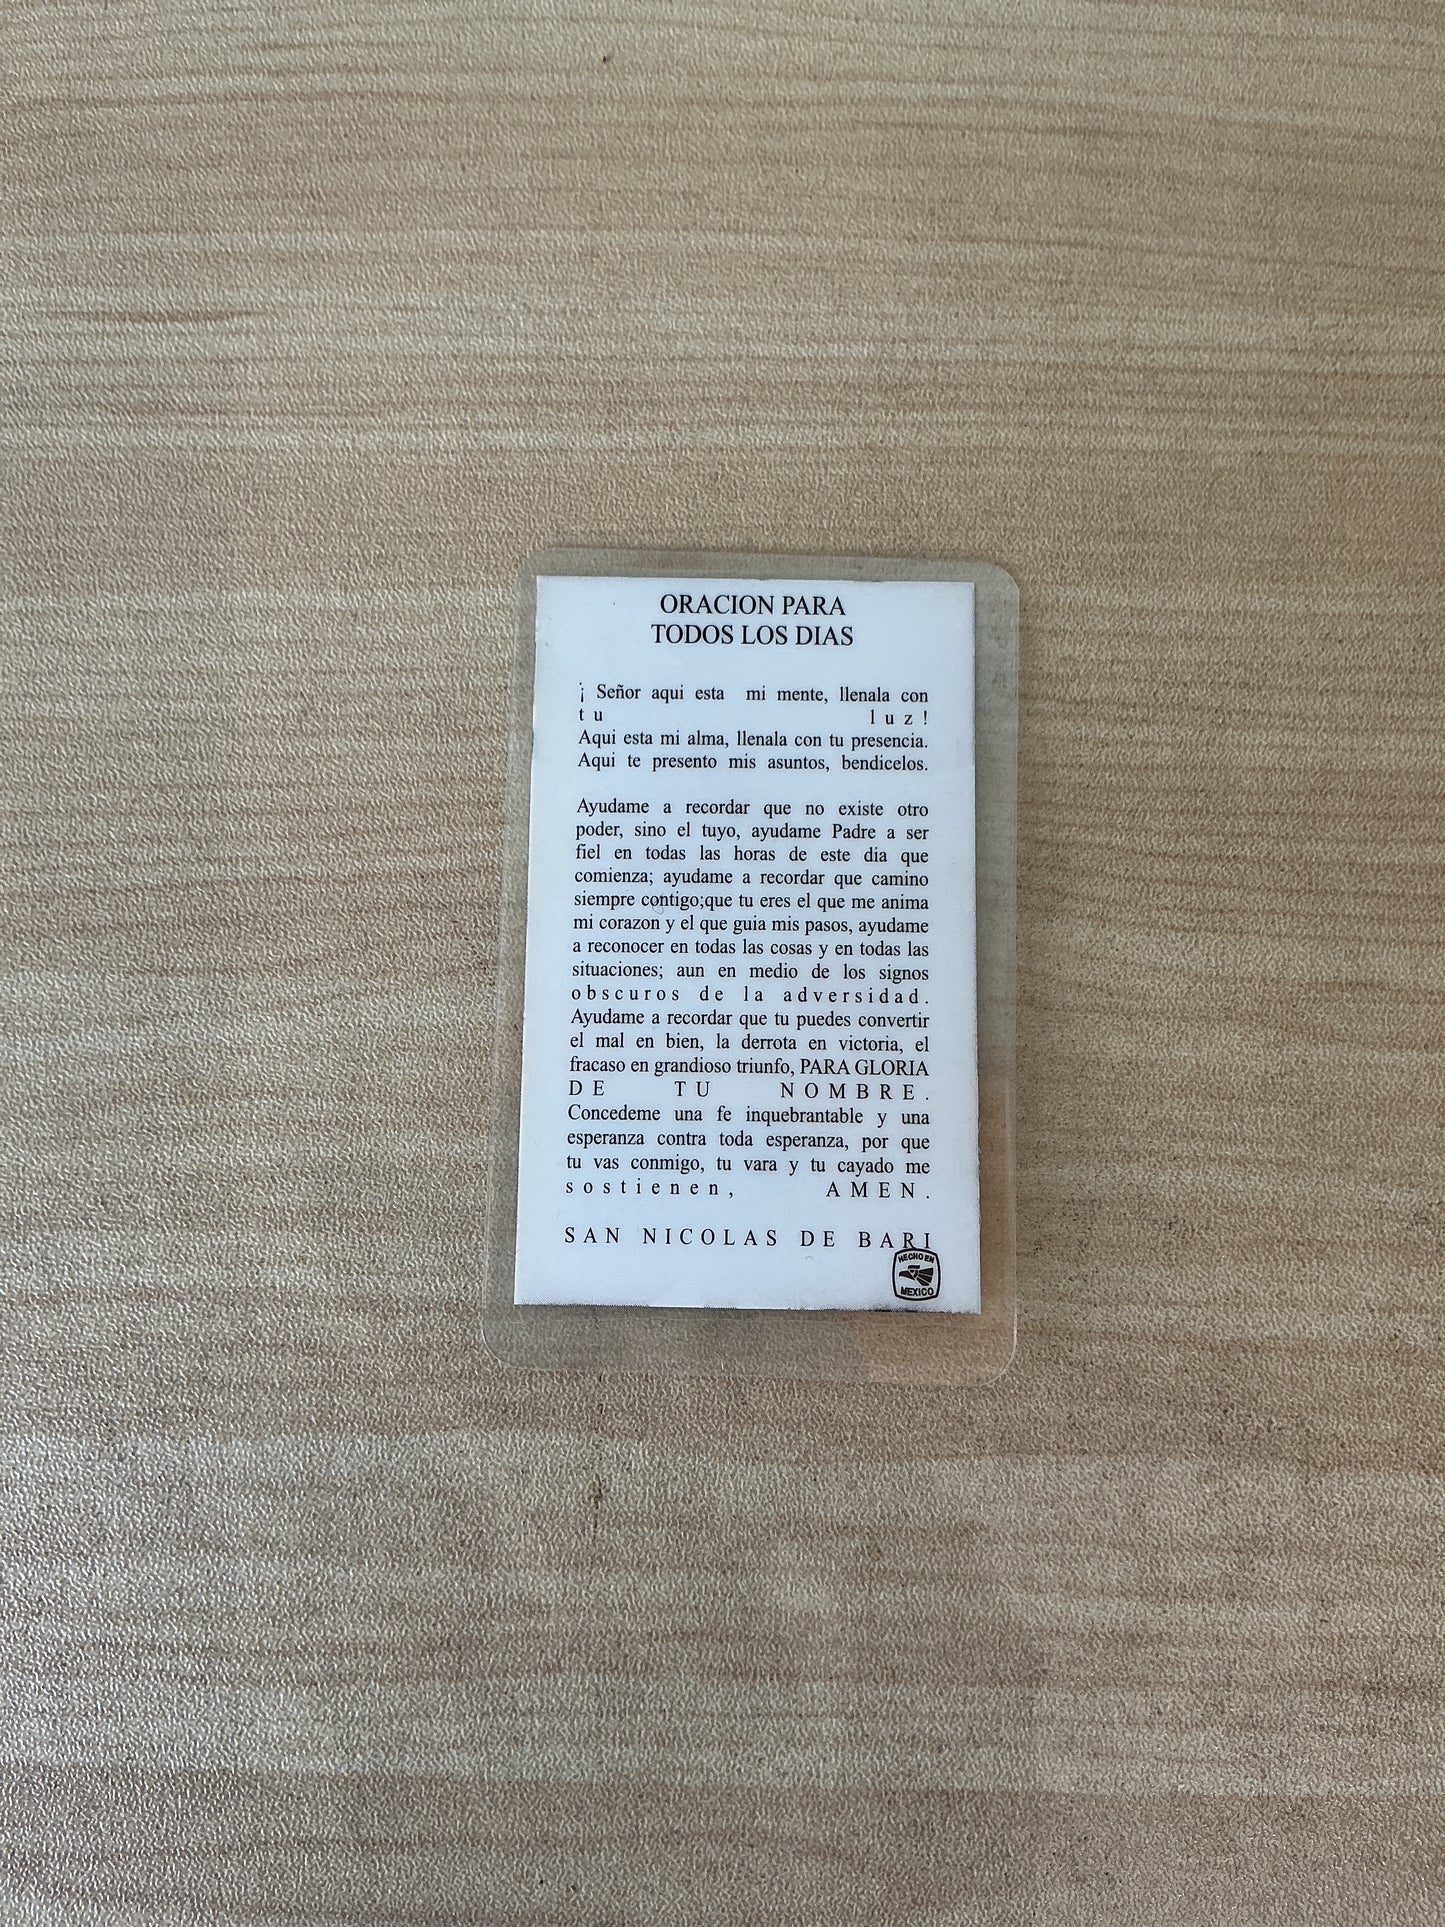 ORACION PARA
TODOS LOS DIAS
¡ Señor aqui esta mi mente, llenala con
tu luz!
Aqui esta mi alma, llenala con tu presencia.
Aqui te presento mis asuntos, bendicelos.
Ayudame a recordar que no existe otro
poder, sino el tuyo, ayudame Padre a ser
fiel en todas las horas de este dia que
comienza; ayudame a recordar que camino
siempre contigo;que tu eres el que me anima
mi corazon y el que guia mis pasos, ayudame
a reconocer en todas las cosas y en todas las
situaciones; aun en medio de los signos
obscuros de la adversidad.
Ayudame a recordar que tu puedes convertir
el mal en bien, la derrota en victoria, el
fracaso en grandioso triunfo, PARA GLORIA
DE TU NOMBRE.
Concedeme una fe inquebrantable y una
esperanza contra toda esperanza, por que
tu vas conmigo, tu vara y tu cayado me
sostienen, AMEN.
SAN NICOLAS DE BARI
HECHO EN
MEXICO